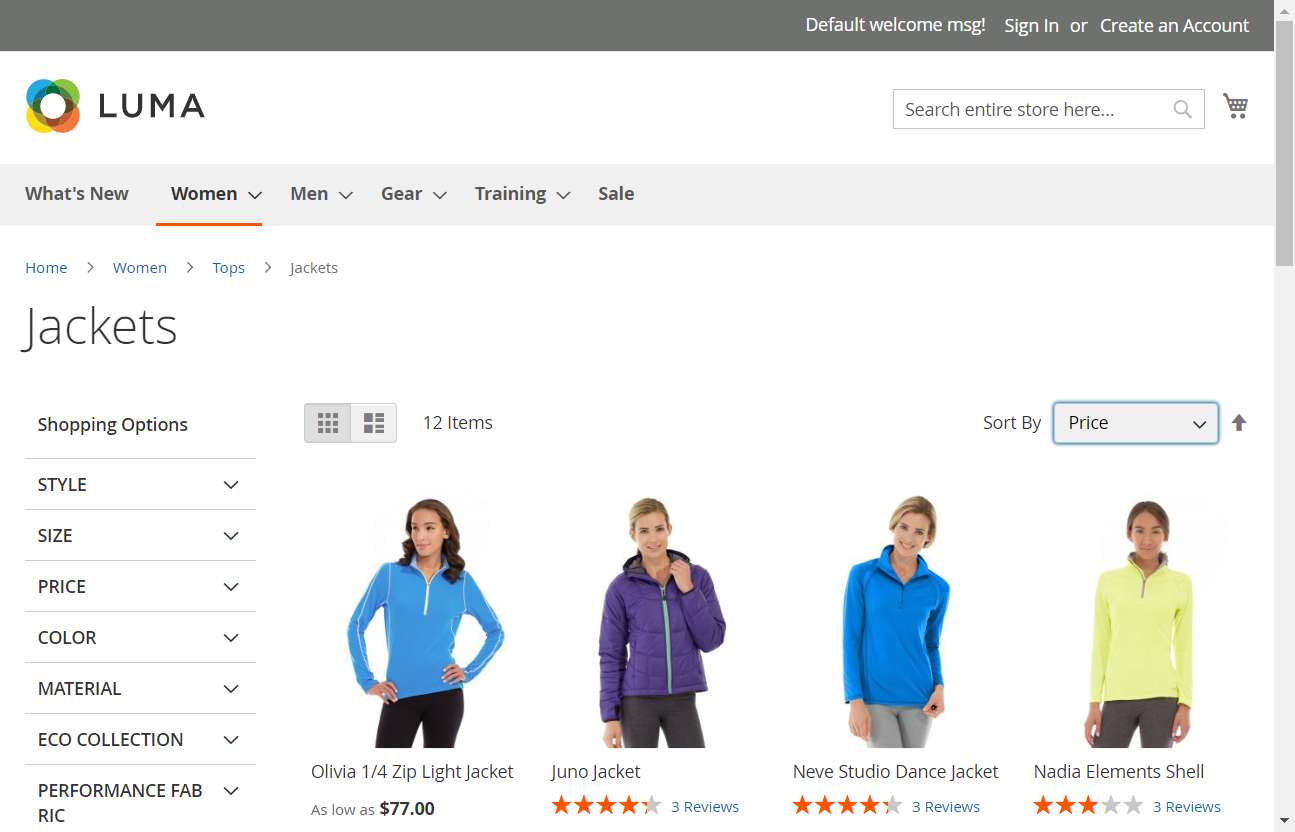 Default welcome msg! Sign In or Create an Account
LUMA
Search entire store here...
What's New Women Men Gear Training Sale
Home Women Tops Jackets
Jackets
Shopping Options
12 Items
Sort By Price
STYLE
SIZE
PRICE
COLOR
MATERIAL
ECO COLLECTION
PERFORMANCE FAB
RIC
Olivia 1/4 Zip Light Jacket
As low as $77.00
Juno Jacket
3 Reviews
Neve Studio Dance Jacket
3 Reviews
Nadia Elements Shell
3 Reviews